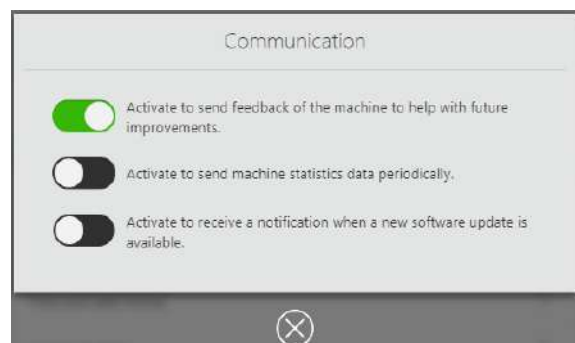 Communication
Activate to send feedback of the machine to help with future
improvements.
Activate to send machine statistics data periodically.
Activate to receive a notification when a new software update is
available.